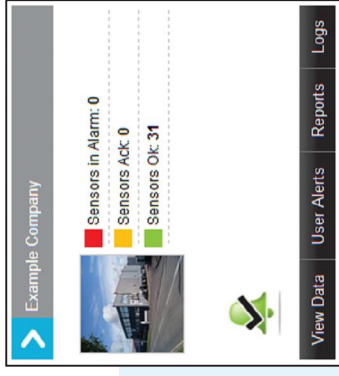 Example Company
Sensors in Alarm: 0
Sensors Ack: 0
Sensors Ok: 31
View Data User Alerts Reports Logs